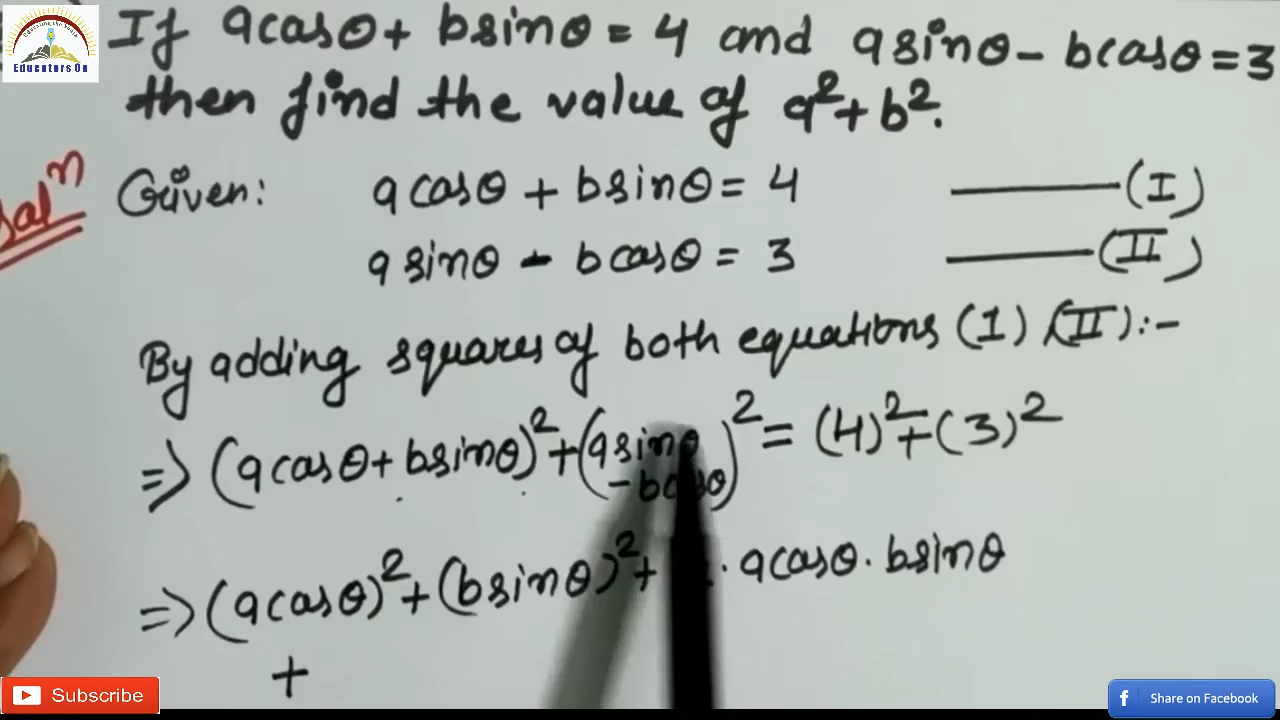 Educators On
If acosθ + bsinθ = 4 and asinθ - bcosθ = 3
then find the value of a² + b².
Solⁿ
Given: acosθ + bsinθ = 4 ——— (I)
asinθ - bcosθ = 3 ——— (II)
By adding squares of both equations (I) (II):-
=> (acosθ + bsinθ)² + (asinθ - bcosθ)² = (4)² + (3)²
=> (acosθ)² + (bsinθ)² + · acosθ · bsinθ
+
Subscribe
f Share on Facebook